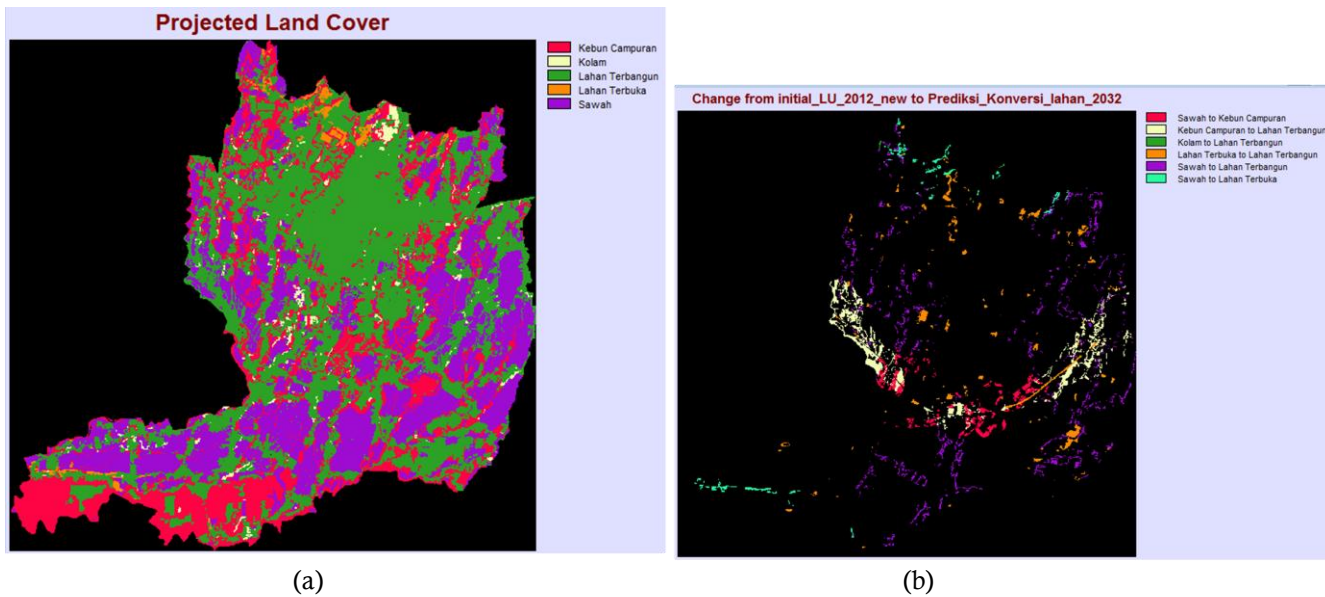 Projected Land Cover
Kebun Campuran
Kolam
Lahan Terbangun
Lahan Terbuka
Sawah
Change from initial_LU_2012_new to Prediksi_Konversi_lahan_2032
Sawah to Kebun Campuran
Kebun Campuran to Lahan Terbangun
Kolam to Lahan Terbangun
Lahan Terbuka to Lahan Terbangun
Sawah to Lahan Terbangun
Sawah to Lahan Terbuka
(a)
(b)